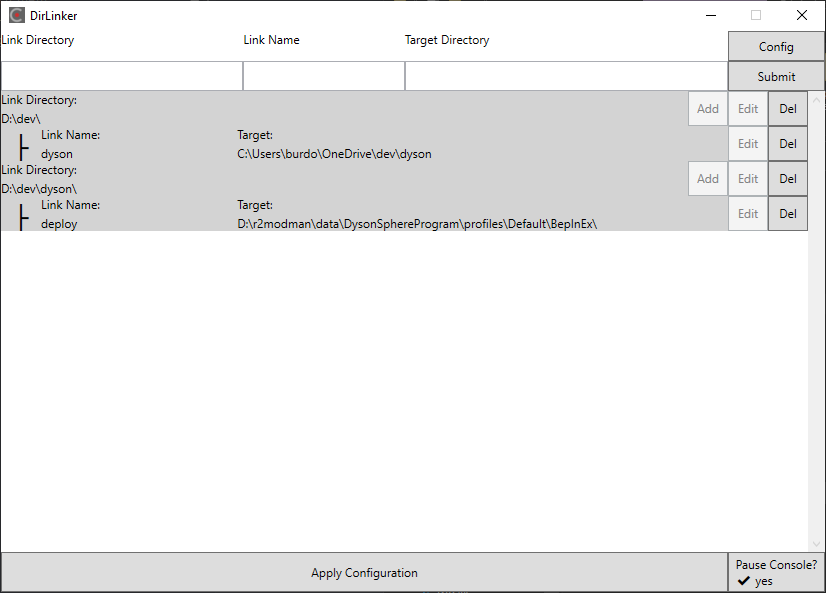 DirLinker
Link Directory Link Name Target Directory Config
Submit
Link Directory: Add Edit Del
D:\dev\
Link Name: Target: Edit Del
dyson C:\Users\burdo\OneDrive\dev\dyson
Link Directory: Add Edit Del
D:\dev\dyson\
Link Name: Target: Edit Del
deploy D:\r2modman\data\DysonSphereProgram\profiles\Default\BepInEx\
Apply Configuration Pause Console?
yes